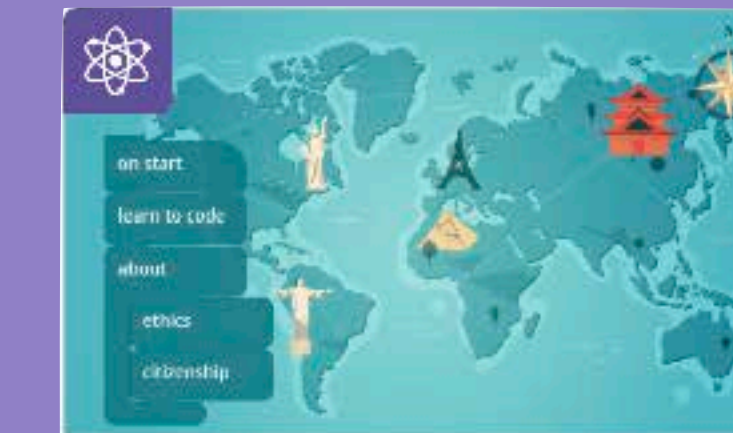 on start
learn to code
about
ethics
citizenship